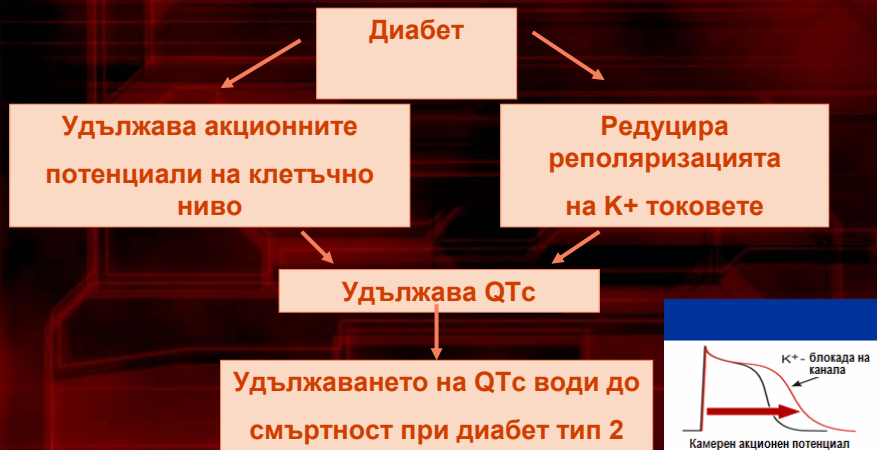 Диабет
Удължава акционните
потенциали на клетъчно
ниво
Редуцира
реполяризацията
на K+ токовете
Удължава QTc
Удължаването на QTc води до
смъртност при диабет тип 2
K+ - блокада на
канала
Камерен акционен потенциал